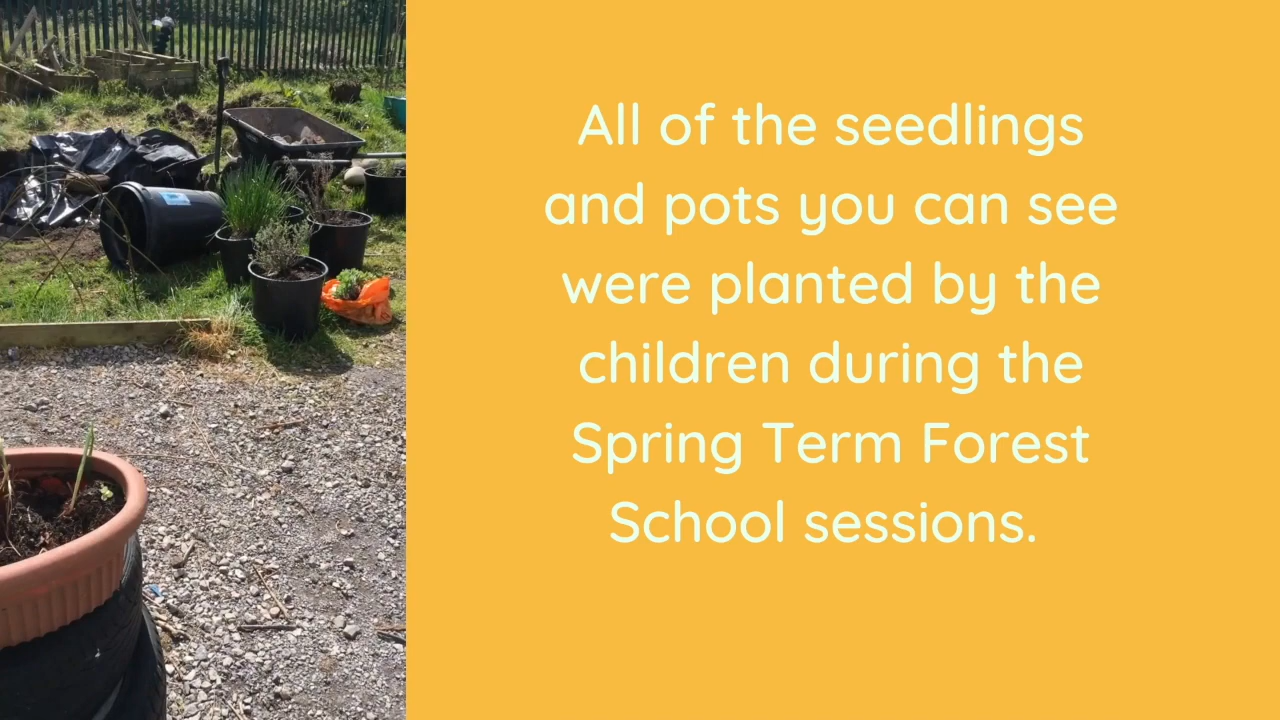 All of the seedlings
and pots you can see
were planted by the
children during the
Spring Term Forest
School sessions.